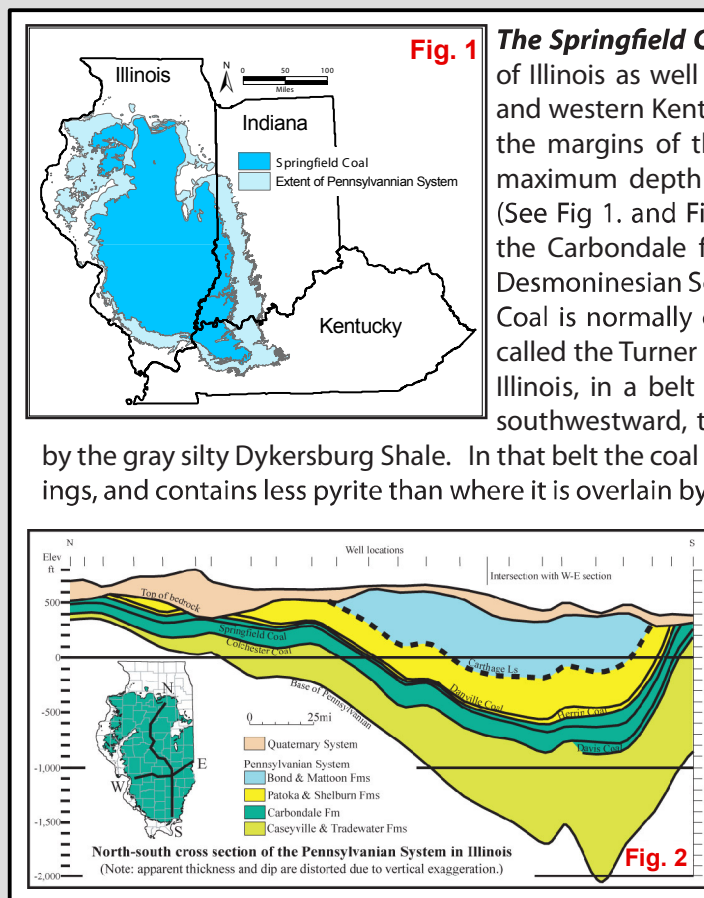 Fig. 1
Illinois
N
0 50 100
Miles
Indiana
Springfield Coal
Extent of Pennsylvannian System
Kentucky
The Springfield C
of Illinois as well
and western Kent
the margins of th
maximum depth
(See Fig 1. and Fi
the Carbondale f
Desmoninesian Se
Coal is normally
called the Turner
Illinois, in a belt
southwestward, t
by the gray silty Dykersburg Shale. In that belt the coal
ings, and contains less pyrite than where it is overlain by
N
S
Elev
ft
Well locations
Intersection with W-E section
500
0
-500
-1,000
-1,500
-2,000
Top of bedrock
Springfield Coal
Colchester Coal
Base of Pennsylvanian
Carthage Ls
Danville Coal
Herrin Coal
Davis Coal
N
W
E
S
0 25mi
Quaternary System
Pennsylvanian System
Bond & Mattoon Fms
Patoka & Shelburn Fms
Carbondale Fm
Caseyville & Tradewater Fms
North-south cross section of the Pennsylvanian System in Illinois
(Note: apparent thickness and dip are distorted due to vertical exaggeration.)
Fig. 2